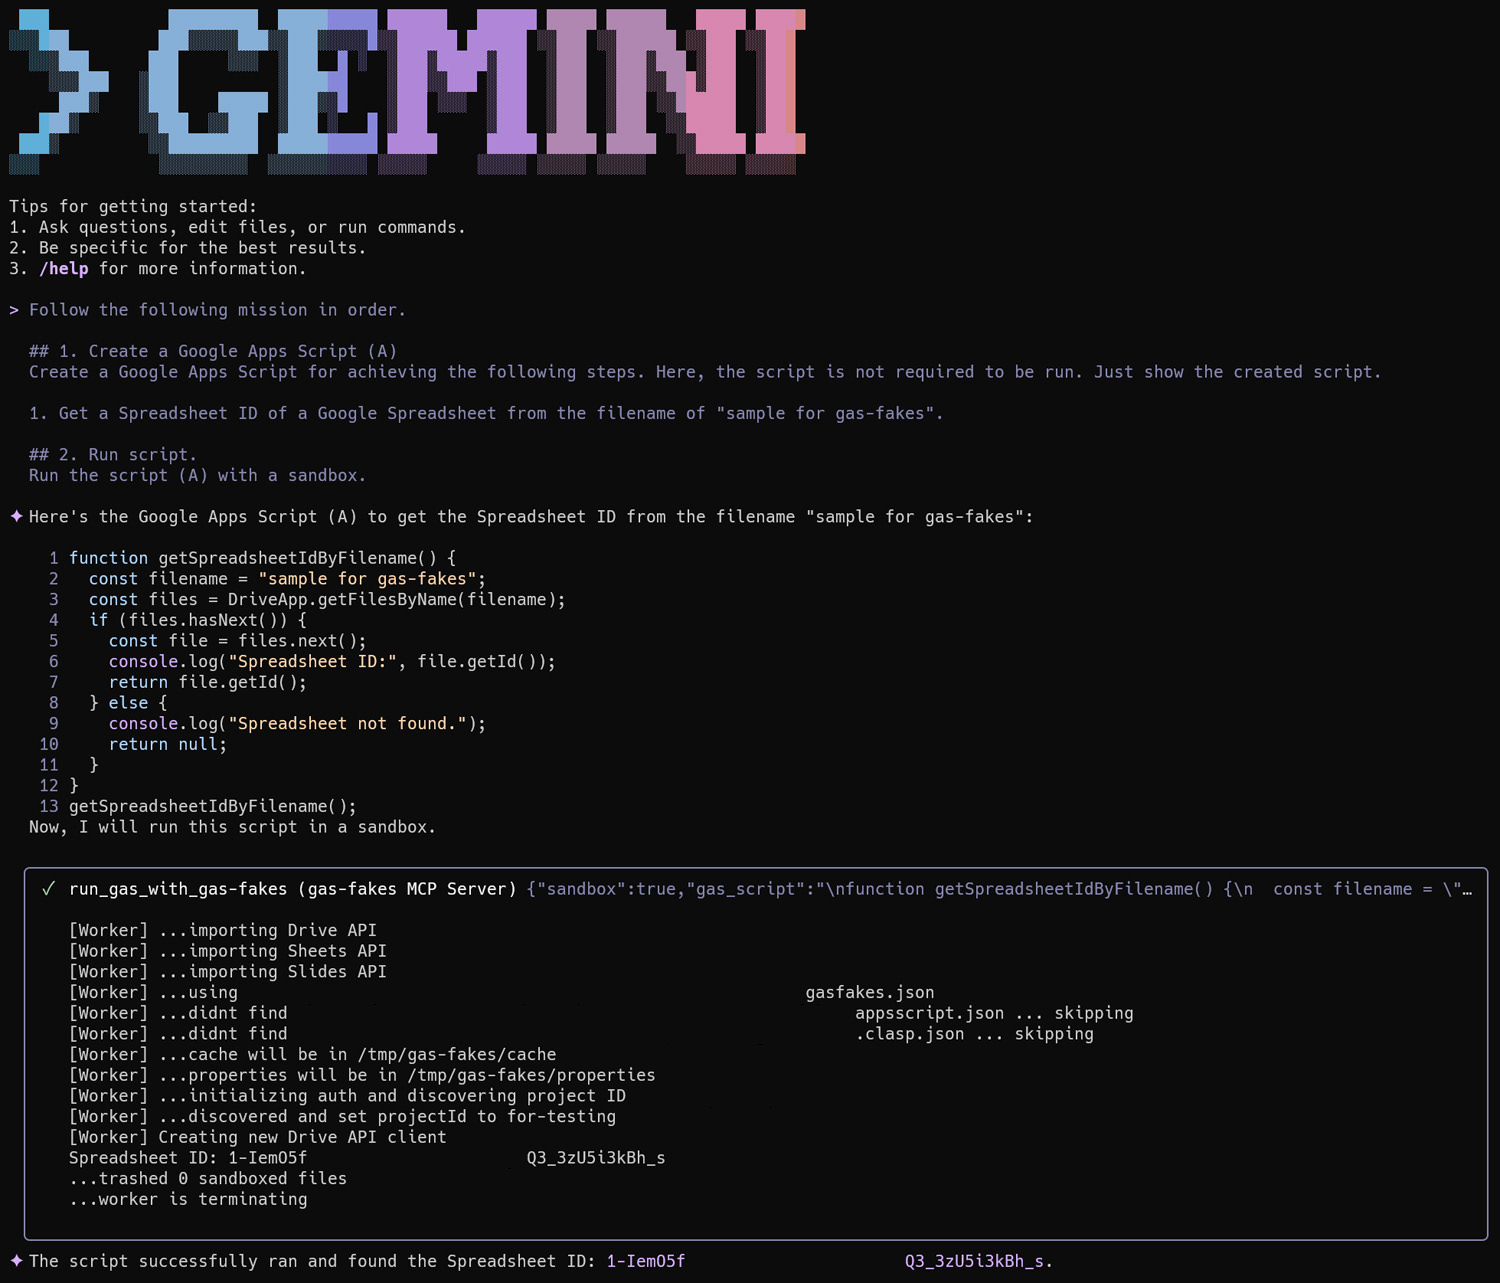 GEMINI
Tips for getting started:
1. Ask questions, edit files, or run commands.
2. Be specific for the best results.
3. /help for more information.
> Follow the following mission in order.
## 1. Create a Google Apps Script (A)
Create a Google Apps Script for achieving the following steps. Here, the script is not required to be run. Just show the created script.
1. Get a Spreadsheet ID of a Google Spreadsheet from the filename of "sample for gas-fakes".
## 2. Run script.
Run the script (A) with a sandbox.
✦ Here's the Google Apps Script (A) to get the Spreadsheet ID from the filename "sample for gas-fakes":
1 function getSpreadsheetIdByFilename() {
2   const filename = "sample for gas-fakes";
3   const files = DriveApp.getFilesByName(filename);
4   if (files.hasNext()) {
5     const file = files.next();
6     console.log("Spreadsheet ID:", file.getId());
7     return file.getId();
8   } else {
9     console.log("Spreadsheet not found.");
10     return null;
11   }
12 }
13 getSpreadsheetIdByFilename();
Now, I will run this script in a sandbox.
✓ run_gas_with_gas-fakes (gas-fakes MCP Server) {"sandbox":true,"gas_script":"\nfunction getSpreadsheetIdByFilename() {\n  const filename = \"…
[Worker] ...importing Drive API
[Worker] ...importing Sheets API
[Worker] ...importing Slides API
[Worker] ...using gasfakes.json
[Worker] ...didnt find appsscript.json ... skipping
[Worker] ...didnt find .clasp.json ... skipping
[Worker] ...cache will be in /tmp/gas-fakes/cache
[Worker] ...properties will be in /tmp/gas-fakes/properties
[Worker] ...initializing auth and discovering project ID
[Worker] ...discovered and set projectId to for-testing
[Worker] Creating new Drive API client
Spreadsheet ID: 1-IemO5f Q3_3zU5i3kBh_s
...trashed 0 sandboxed files
...worker is terminating
✦ The script successfully ran and found the Spreadsheet ID: 1-IemO5f Q3_3zU5i3kBh_s.